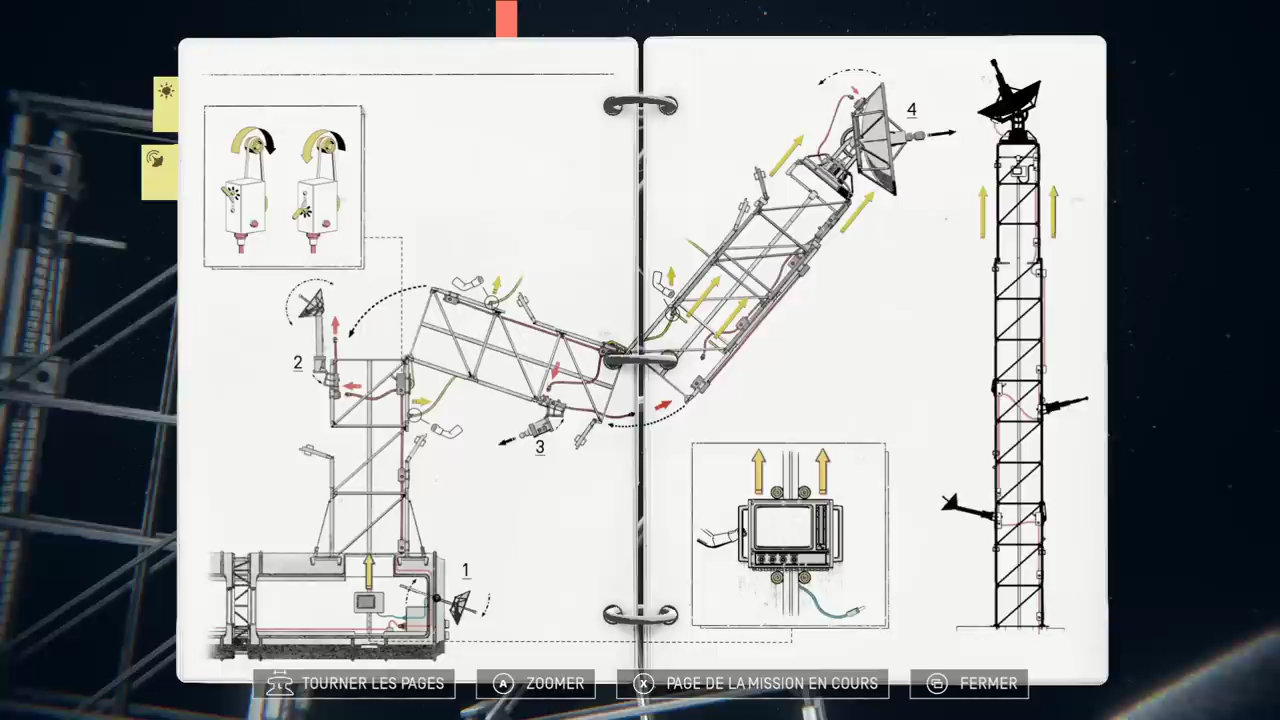 4
2
3
1
L TOURNER LES PAGES
A ZOOMER
X PAGE DE LA MISSION EN COURS
FERMER